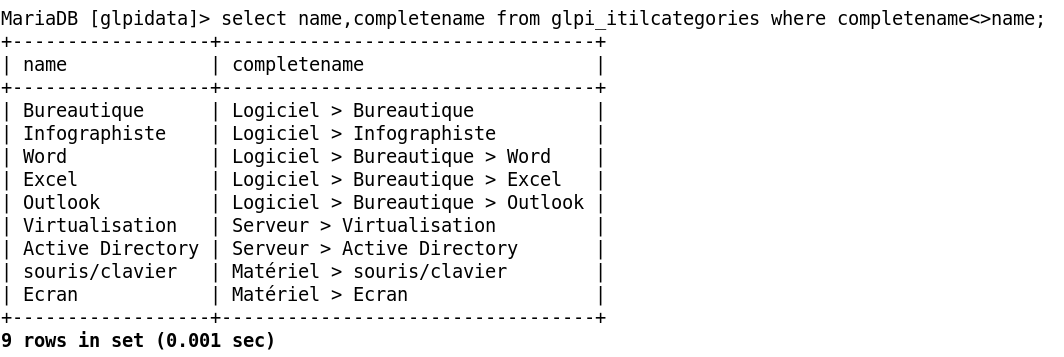 MariaDB [glpidata]> select name,completename from glpi_itilcategories where completename<>name;
+------------------+----------------------------------+
| name             | completename                     |
+------------------+----------------------------------+
| Bureautique      | Logiciel > Bureautique           |
| Infographiste    | Logiciel > Infographiste         |
| Word             | Logiciel > Bureautique > Word    |
| Excel            | Logiciel > Bureautique > Excel   |
| Outlook          | Logiciel > Bureautique > Outlook |
| Virtualisation   | Serveur > Virtualisation         |
| Active Directory | Serveur > Active Directory       |
| souris/clavier   | Matériel > souris/clavier        |
| Ecran            | Matériel > Ecran                 |
+------------------+----------------------------------+
9 rows in set (0.001 sec)